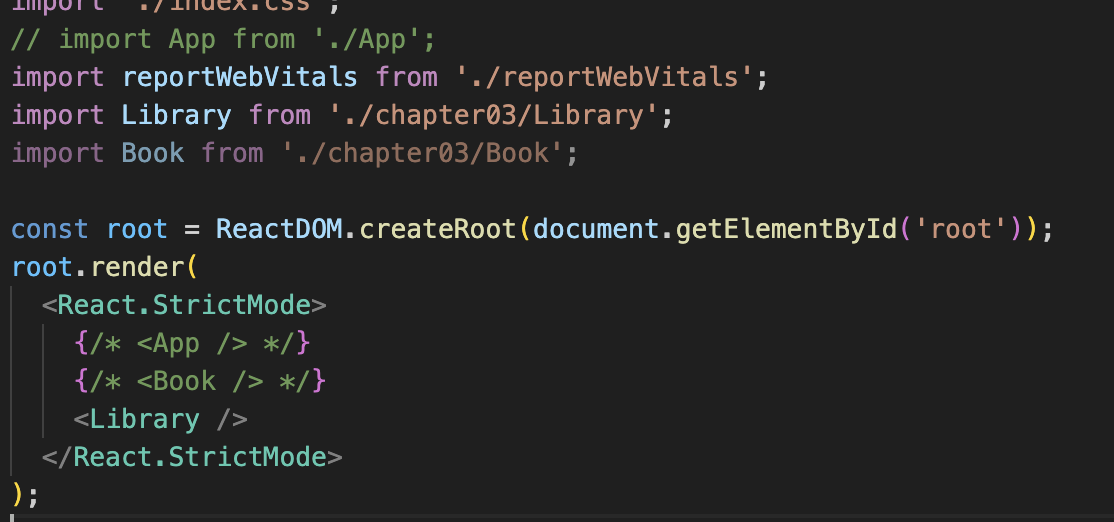 import './index.css';
// import App from './App';
import reportWebVitals from './reportWebVitals';
import Library from './chapter03/Library';
import Book from './chapter03/Book';
const root = ReactDOM.createRoot(document.getElementById('root'));
root.render(
<React.StrictMode>
{/* <App /> */}
{/* <Book /> */}
<Library />
</React.StrictMode>
);